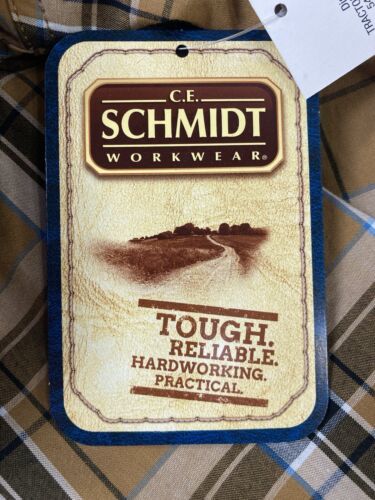 C.E.
SCHMIDT
WORKWEAR®
TOUGH.
RELIABLE.
HARDWORKING.
PRACTICAL.